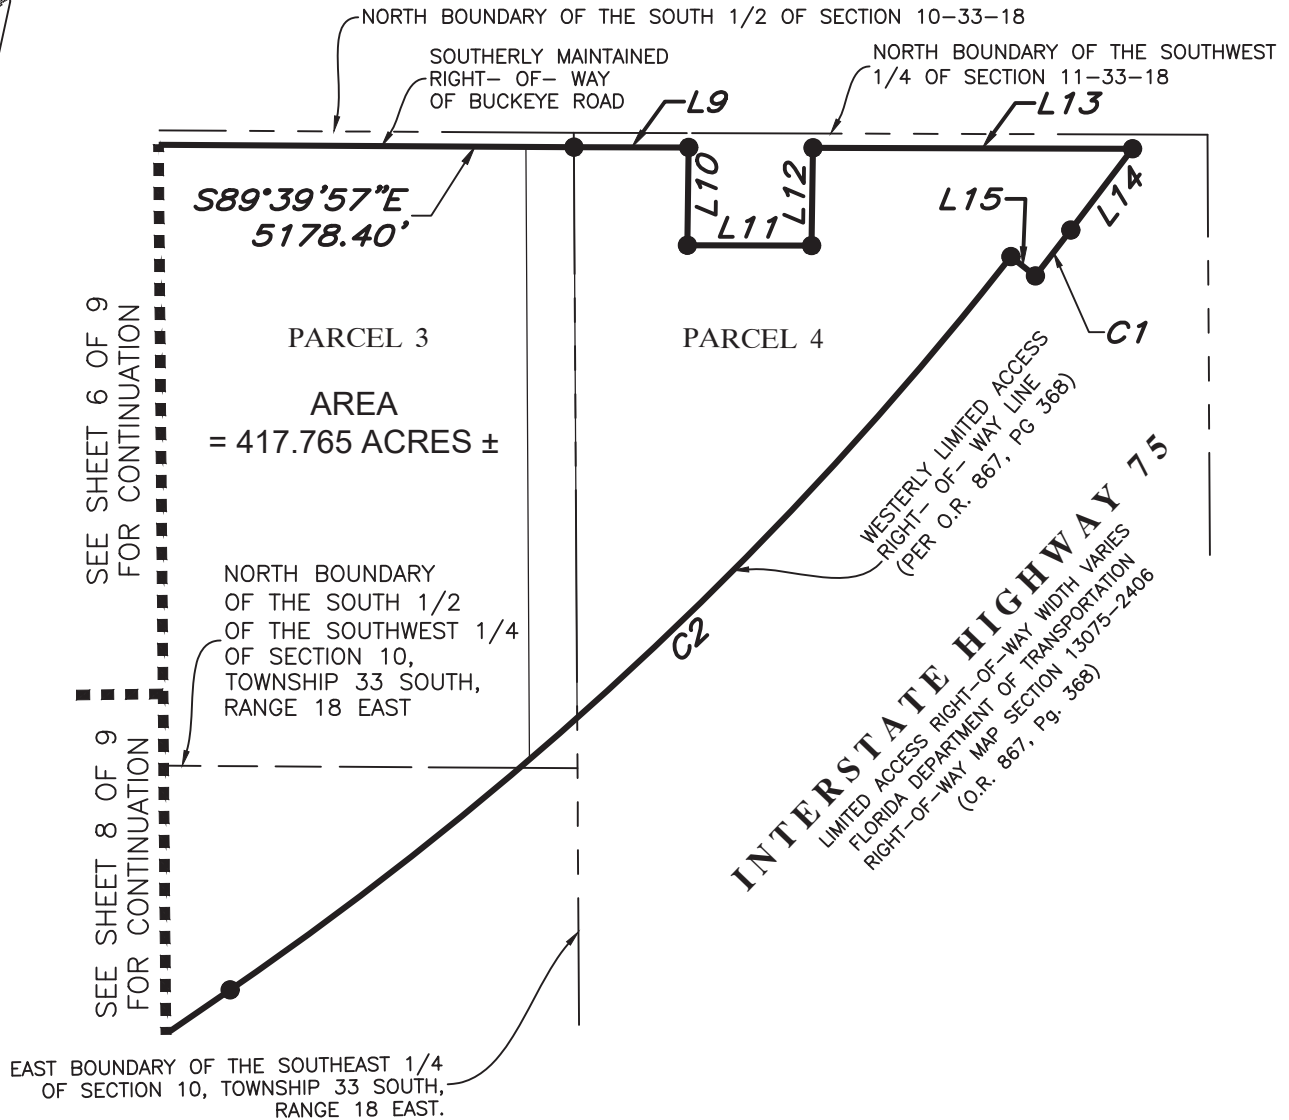 NORTH BOUNDARY OF THE SOUTH 1/2 OF SECTION 10-33-18
SOUTHERLY MAINTAINED
RIGHT- OF- WAY
OF BUCKEYE ROAD
NORTH BOUNDARY OF THE SOUTHWEST
1/4 OF SECTION 11-33-18
L9
L13
L10
L12
L11
L14
L15
S89°39'57"E
5178.40'
C1
SEE SHEET 6 OF 9
FOR CONTINUATION
PARCEL 3
PARCEL 4
AREA
= 417.765 ACRES ±
WESTERLY LIMITED ACCESS
RIGHT- OF- WAY LINE
(PER O.R. 867, PG 368)
NORTH BOUNDARY
OF THE SOUTH 1/2
OF THE SOUTHWEST 1/4
OF SECTION 10,
TOWNSHIP 33 SOUTH,
RANGE 18 EAST
C2
INTERSTATE HIGHWAY 75
LIMITED ACCESS RIGHT-OF-WAY WIDTH VARIES
FLORIDA DEPARTMENT OF TRANSPORTATION
RIGHT-OF-WAY MAP SECTION 13075-2406
(O.R. 867, Pg. 368)
SEE SHEET 8 OF 9
FOR CONTINUATION
EAST BOUNDARY OF THE SOUTHEAST 1/4
OF SECTION 10, TOWNSHIP 33 SOUTH,
RANGE 18 EAST.